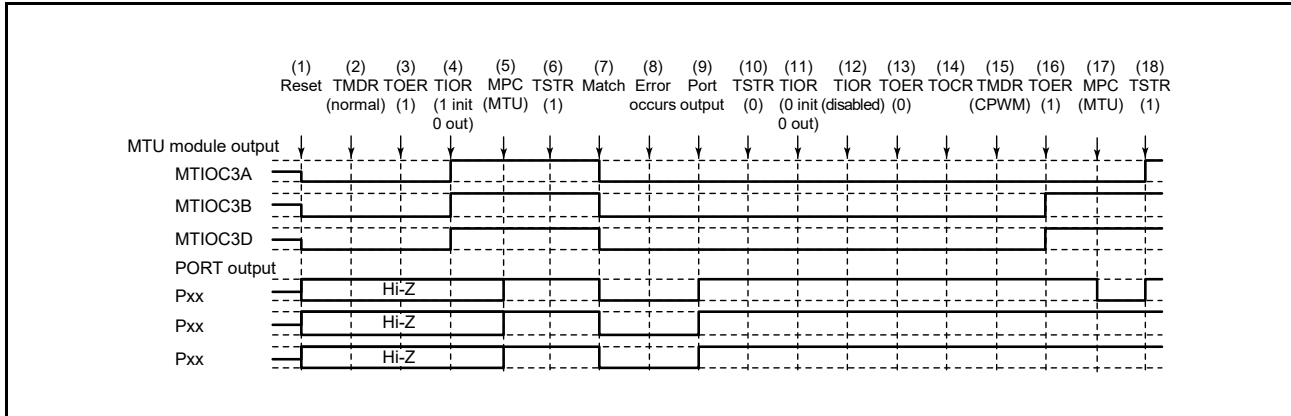 (1) (2) (3) (4) (5) (6) (7) (8) (9) (10) (11) (12) (13) (14) (15) (16) (17) (18)
Reset TMDR TOER TIOR MPC TSTR Match Error Port TSTR TIOR TIOR TOER TOCR TMDR TOER MPC TSTR
(normal) (1) (1 init (MTU) (1) occurs output (0) (0 init (disabled) (0) (CPWM) (1) (MTU) (1)
0 out) 0 out)
MTU module output
MTIOC3A
MTIOC3B
MTIOC3D
PORT output
Pxx Hi-Z
Pxx Hi-Z
Pxx Hi-Z